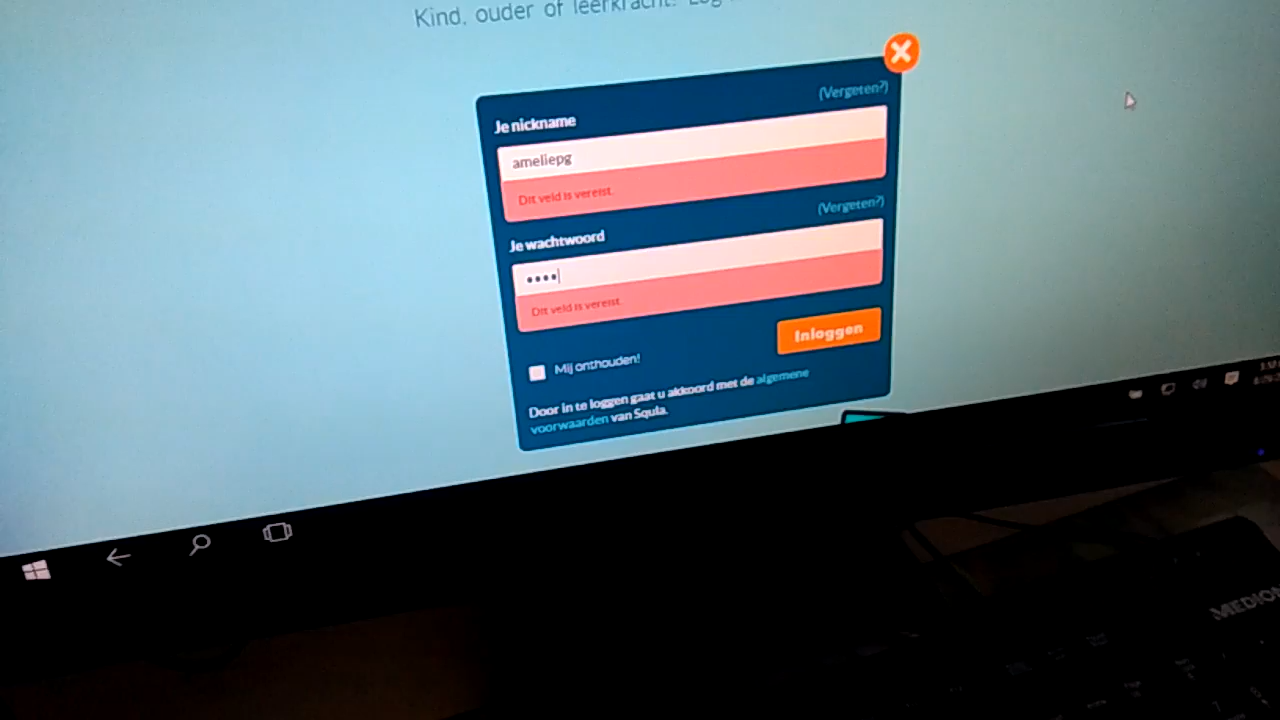 Kind, ouder of leerkracht? Log
(Vergeten?)
Je nickname
ameliepg
Dit veld is vereist.
(Vergeten?)
Je wachtwoord
Dit veld is vereist.
Inloggen
Mij onthouden!
Door in te loggen gaat u akkoord met de algemene
voorwaarden van Squla.
MEDION